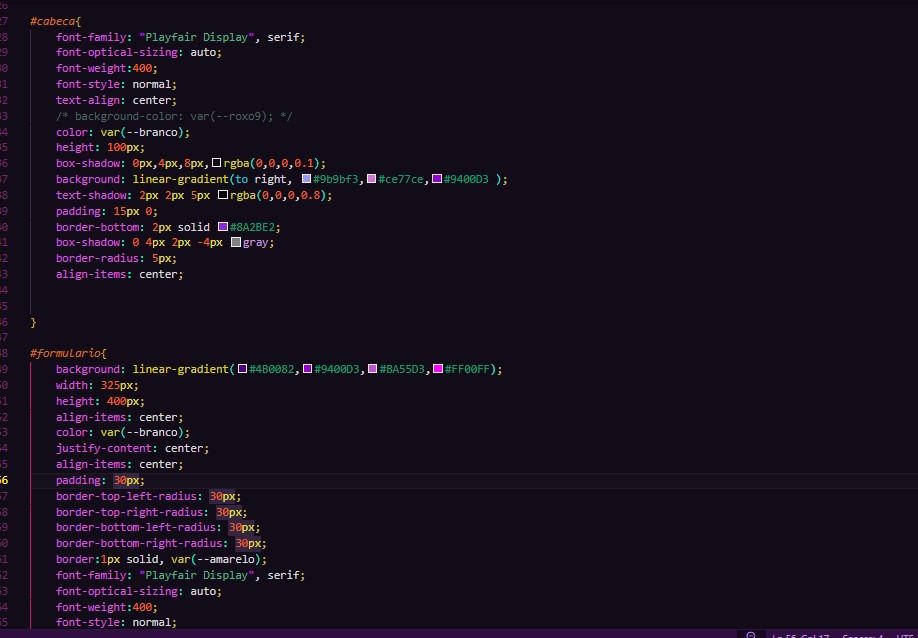 26
27 #cabeca{
28 font-family: "Playfair Display", serif;
29 font-optical-sizing: auto;
30 font-weight:400;
31 font-style: normal;
32 text-align: center;
33 /* background-color: var(--roxo9); */
34 color: var(--branco);
35 height: 100px;
36 box-shadow: 0px,4px,8px,rgba(0,0,0,0.1);
37 background: linear-gradient(to right, #9b9bf3,#ce77ce,#9400D3 );
38 text-shadow: 2px 2px 5px rgba(0,0,0,0.8);
39 padding: 15px 0;
40 border-bottom: 2px solid #8A2BE2;
41 box-shadow: 0 4px 2px -4px gray;
42 border-radius: 5px;
43 align-items: center;
44
45
46 }
47
48 #formulario{
49 background: linear-gradient(#4B0082,#9400D3,#BA55D3,#FF00FF);
50 width: 325px;
51 height: 400px;
52 align-items: center;
53 color: var(--branco);
54 justify-content: center;
55 align-items: center;
56 padding: 30px;
57 border-top-left-radius: 30px;
58 border-top-right-radius: 30px;
59 border-bottom-left-radius: 30px;
60 border-bottom-right-radius: 30px;
61 border:1px solid, var(--amarelo);
62 font-family: "Playfair Display", serif;
63 font-optical-sizing: auto;
64 font-weight:400;
65 font-style: normal;